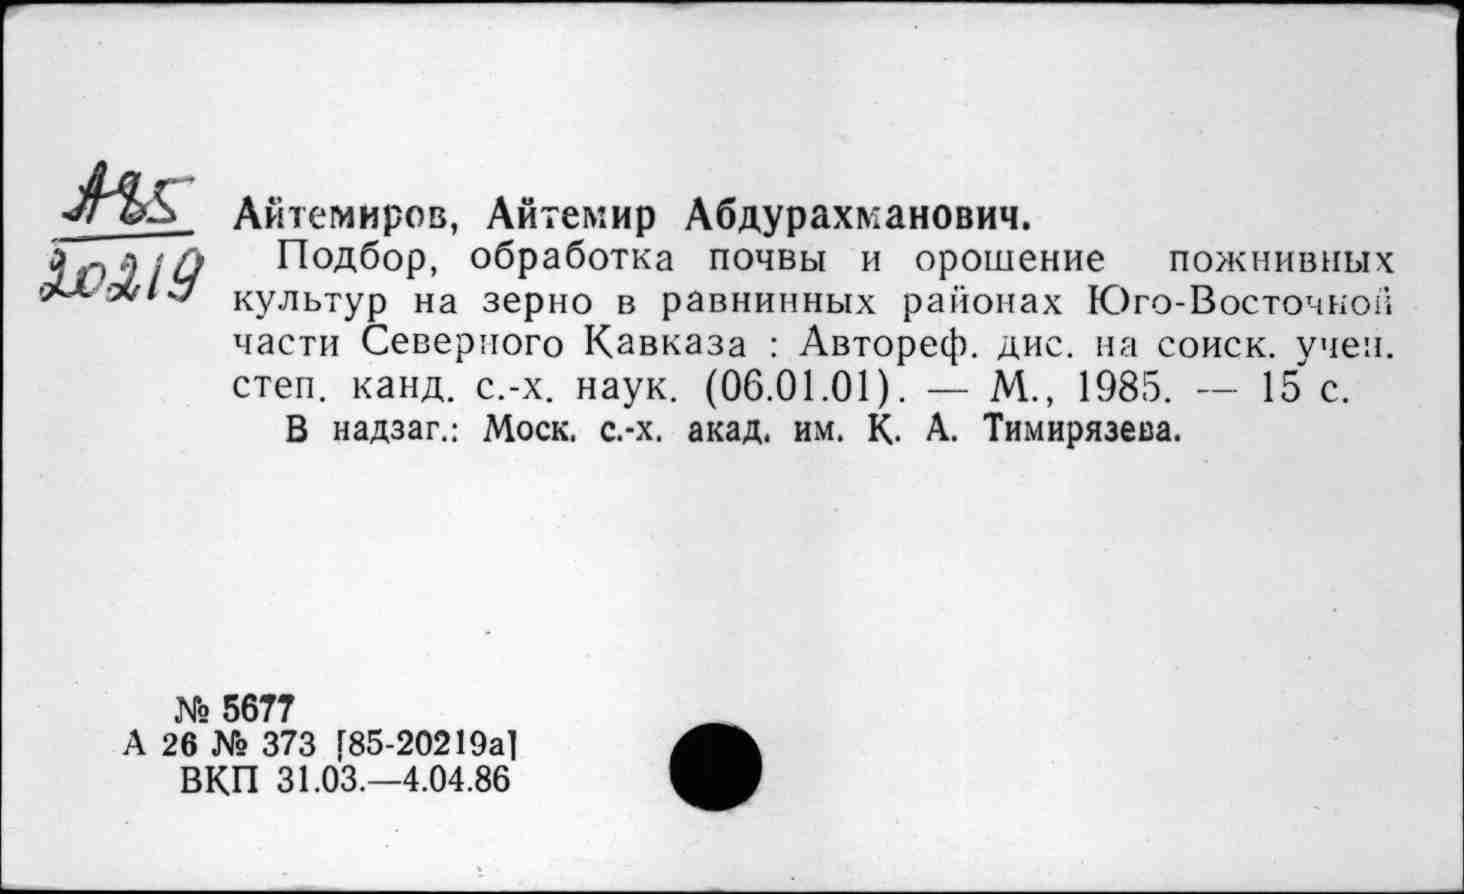 А85
20219
Айтемиров, Айтемир Абдурахманович.
Подбор, обработка почвы и орошение пожнивных
культур на зерно в равнинных районах Юго-Восточной
части Северного Кавказа : Автореф. дис. на соиск. учен.
степ. канд. с.-х. наук. (06.01.01). — М., 1985. — 15 с.
В надзаг.: Моск. с.-х. акад. им. К. А. Тимирязева.
№ 5677
А 26 № 373 [85-20219а]
ВКП 31.03.—4.04.86